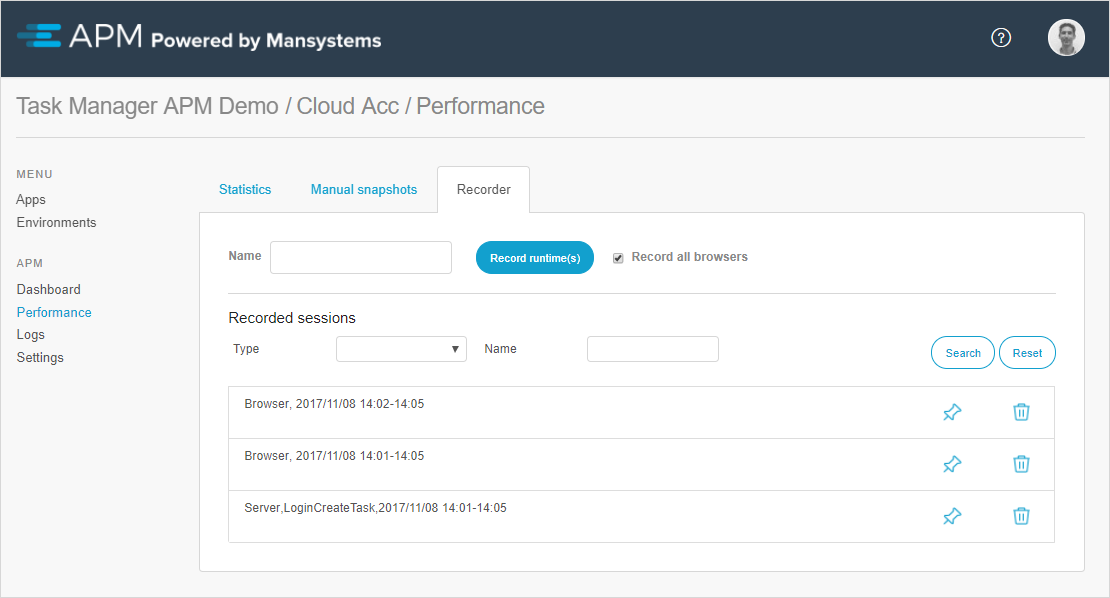 APM Powered by Mansystems
?
Task Manager APM Demo / Cloud Acc / Performance
MENU
Apps
Environments
APM
Dashboard
Performance
Logs
Settings
Statistics
Manual snapshots
Recorder
Name
Record runtime(s)
Record all browsers
Recorded sessions
Type
Name
Search
Reset
Browser, 2017/11/08 14:02-14:05
Browser, 2017/11/08 14:01-14:05
Server,LoginCreateTask,2017/11/08 14:01-14:05